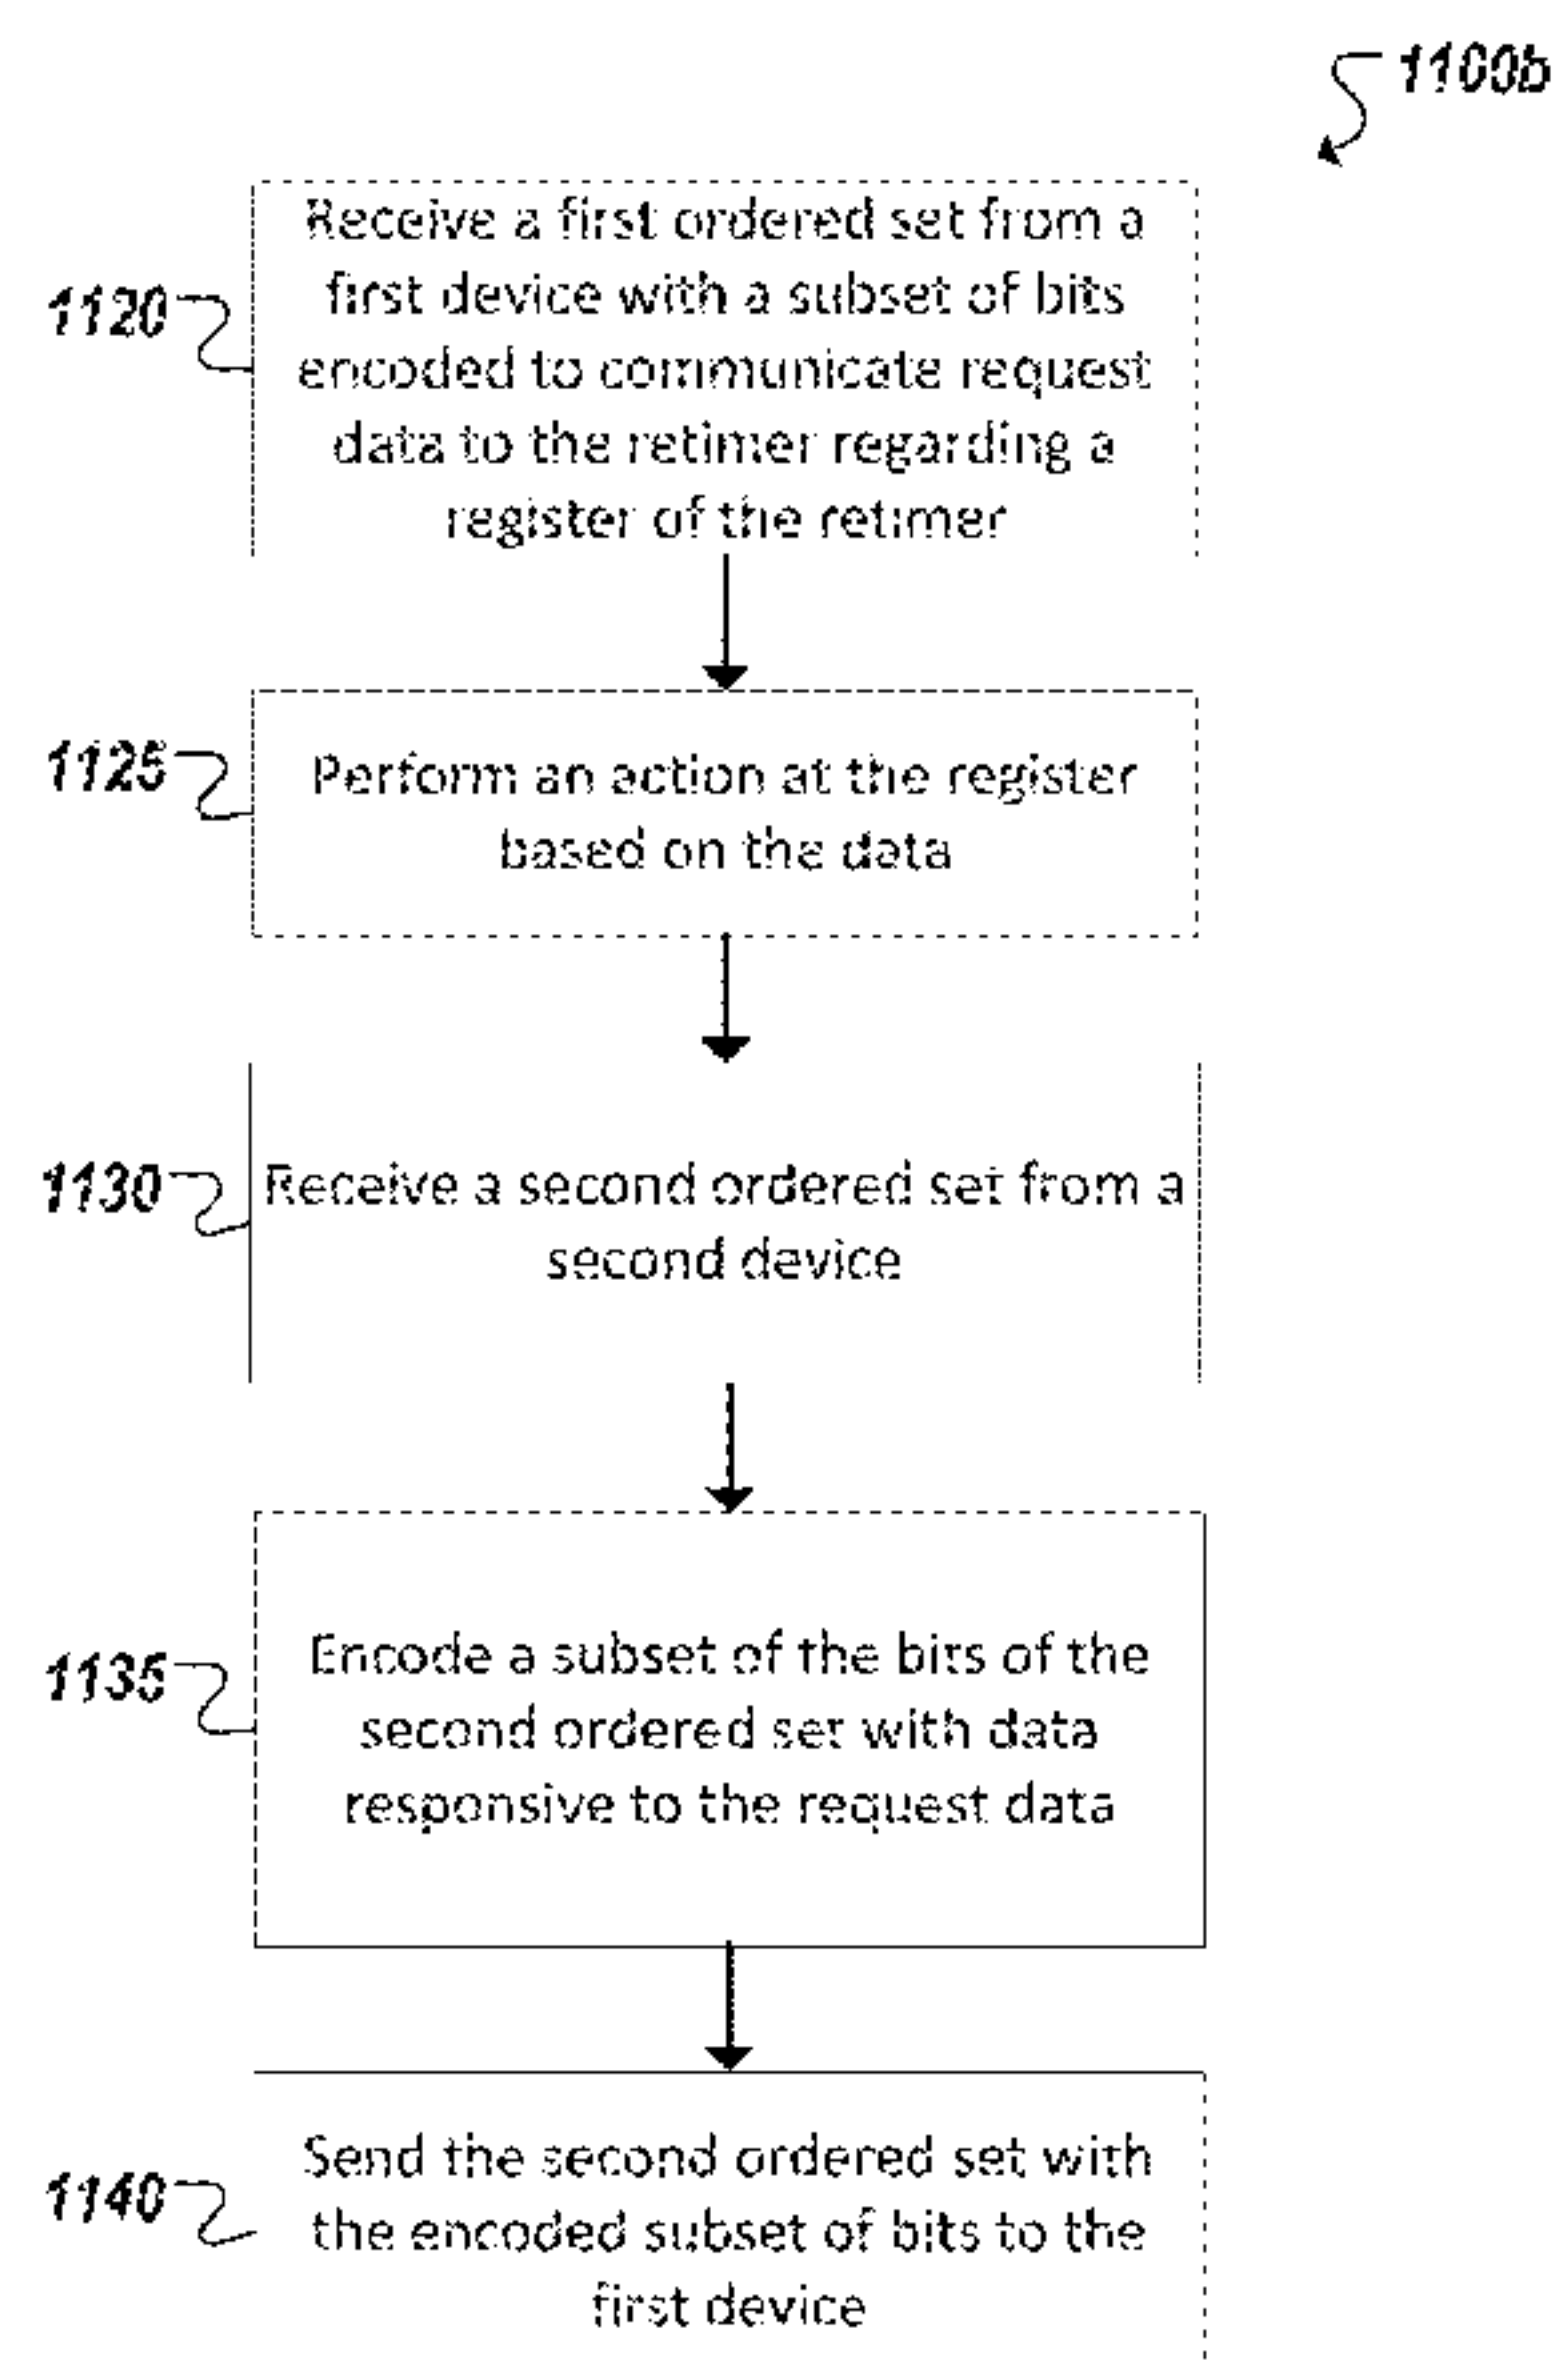 1100b
1120
Receive a first ordered set from a
first device with a subset of bits
encoded to communicate request
data to the retimer regarding a
register of the retimer
1125
Perform an action at the register
based on the data
1130
Receive a second ordered set from a
second device
1135
Encode a subset of the bits of the
second ordered set with data
responsive to the request data
1140
Send the second ordered set with
the encoded subset of bits to the
first device